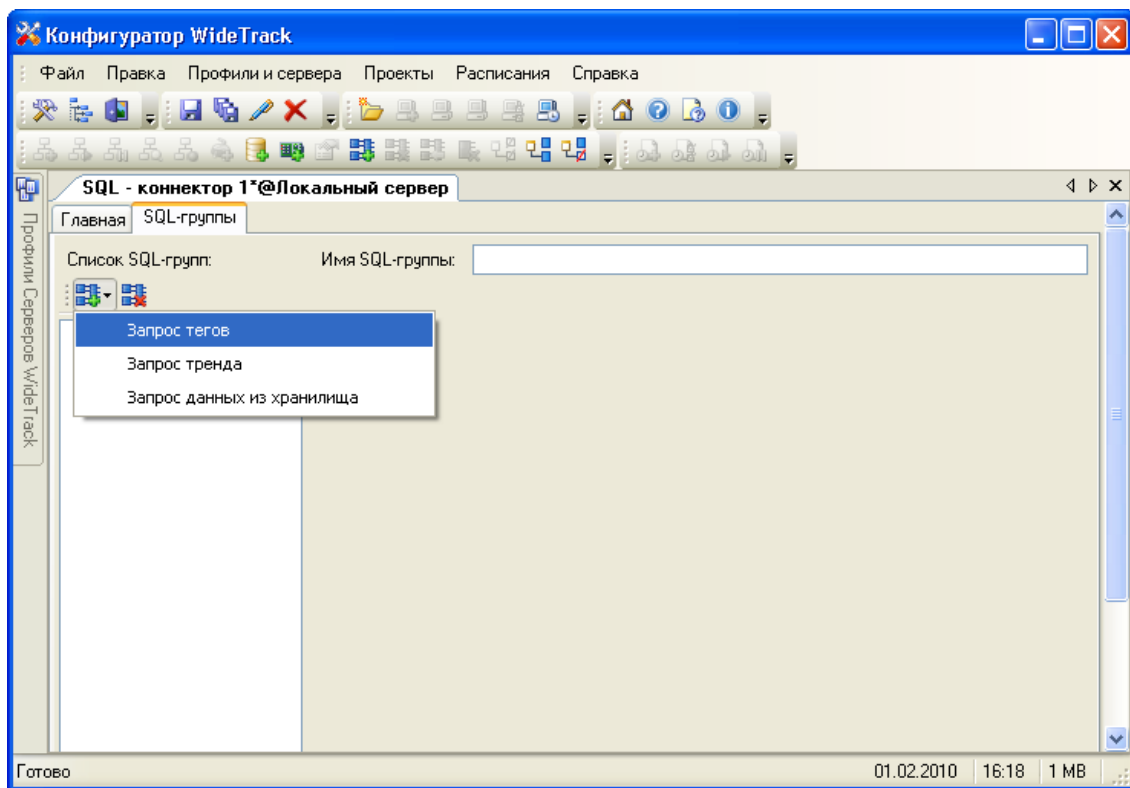 Конфигуратор WideTrack
Файл Правка Профили и сервера Проекты Расписания Справка
SQL - коннектор 1*@Локальный сервер
Профили Серверов WideTrack
Главная SQL-группы
Список SQL-групп: Имя SQL-группы:
Запрос тегов
Запрос тренда
Запрос данных из хранилища
Готово 01.02.2010 16:18 1 MB